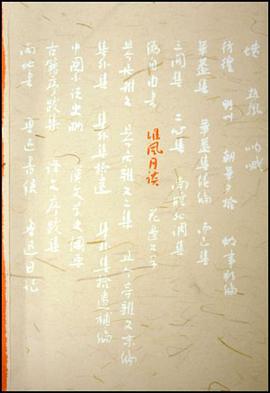 坟 热风 呐喊
彷徨 野草 朝花夕拾 故事新编
华盖集 华盖集续编 而已集
三闲集 二心集 南腔北调集
伪自由书 准风月谈 花边文学
且介亭杂文 且介亭杂文二集 且介亭杂文末编
集外集 集外集拾遗 集外集拾遗补编
中国小说史略 汉文学史纲要
古籍序跋集 译文序跋集
两地书 鲁迅书信 鲁迅日记